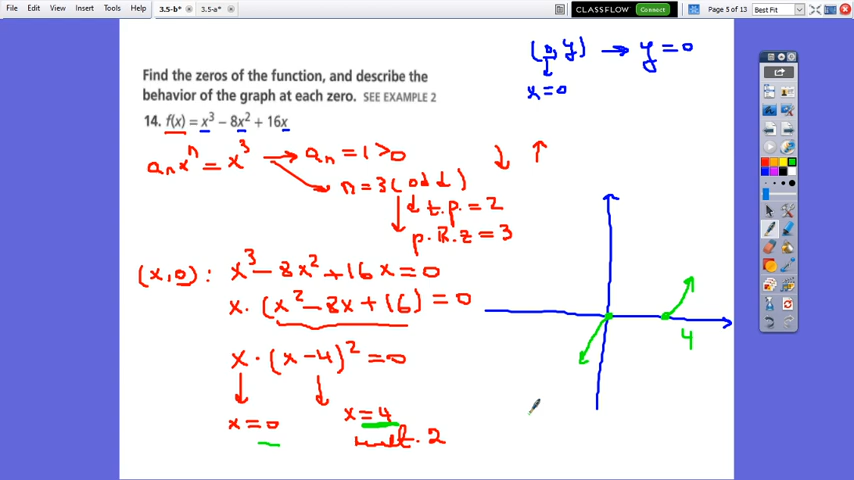 File Edit View Insert Tools Help
3.5-b* 3.5-a*
CLASSFLOW Connect
Page 5 of 13 Best Fit
(0, y) → y = 0
x = 0
Find the zeros of the function, and describe the
behavior of the graph at each zero. SEE EXAMPLE 2
14. f(x) = x³ − 8x² + 16x
aₙxⁿ = x³ → aₙ = 1 > 0 ↓ ↑
n = 3 (odd)
t.p. = 2
p.R.z = 3
(x, 0) : x³ − 8x² + 16x = 0
x · (x² − 8x + 16) = 0
x · (x − 4)² = 0
x = 0
x = 4
mult. 2
4